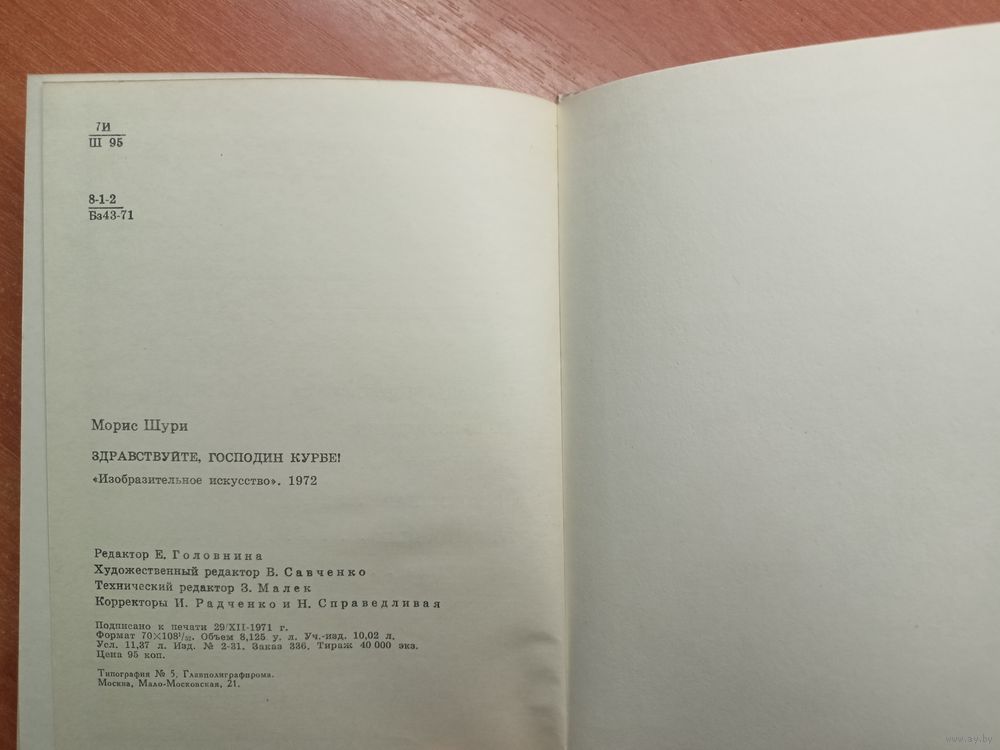 7И
Ш 95
8-1-2
Бз43-71
Морис Шури
ЗДРАВСТВУЙТЕ, ГОСПОДИН КУРБЕ!
«Изобразительное искусство». 1972
Редактор Е. Головнина
Художественный редактор В. Савченко
Технический редактор З. Малек
Корректоры И. Радченко и Н. Справедливая
Подписано к печати 29/XII-1971 г.
Формат 70×108¹/₃₂. Объем 8,125 у. л. Уч.-изд. 10,02 л.
Усл. 11,37 л. Изд. № 2-31. Заказ 336. Тираж 40 000 экз.
Цена 95 коп.
Типография № 5, Главполиграфпрома.
Москва, Мало-Московская, 21.
www.ay.by